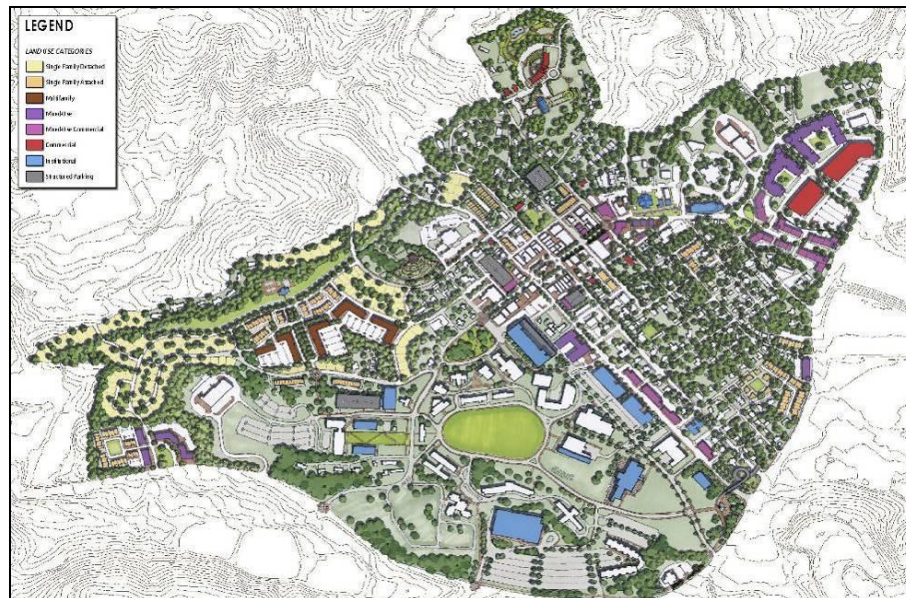 LEGEND
LAND USE CATEGORIES
Single Family Detached
Single Family Attached
Multifamily
Mixed-Use
Mixed-Use Commercial
Commercial
Institutional
Structured Parking